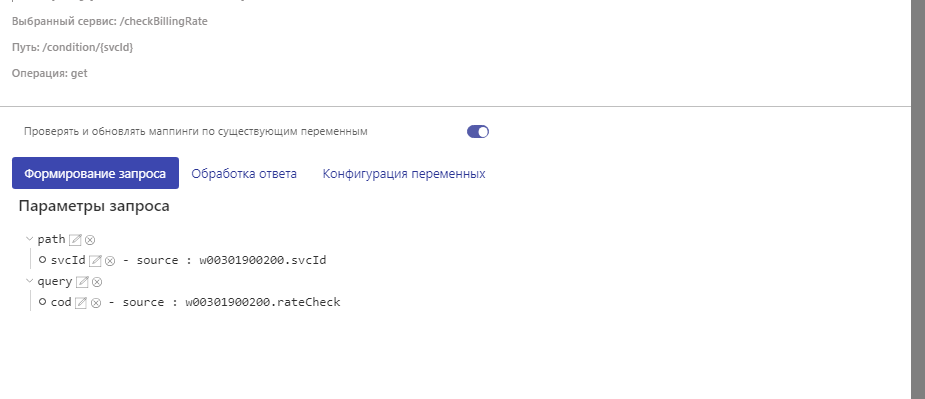 Выбранный сервис: /checkBillingRate
Путь: /condition/{svcId}
Операция: get
Проверять и обновлять маппинги по существующим переменным
Формирование запроса Обработка ответа Конфигурация переменных
Параметры запроса
path
svcId - source : w00301900200.svcId
query
cod - source : w00301900200.rateCheck